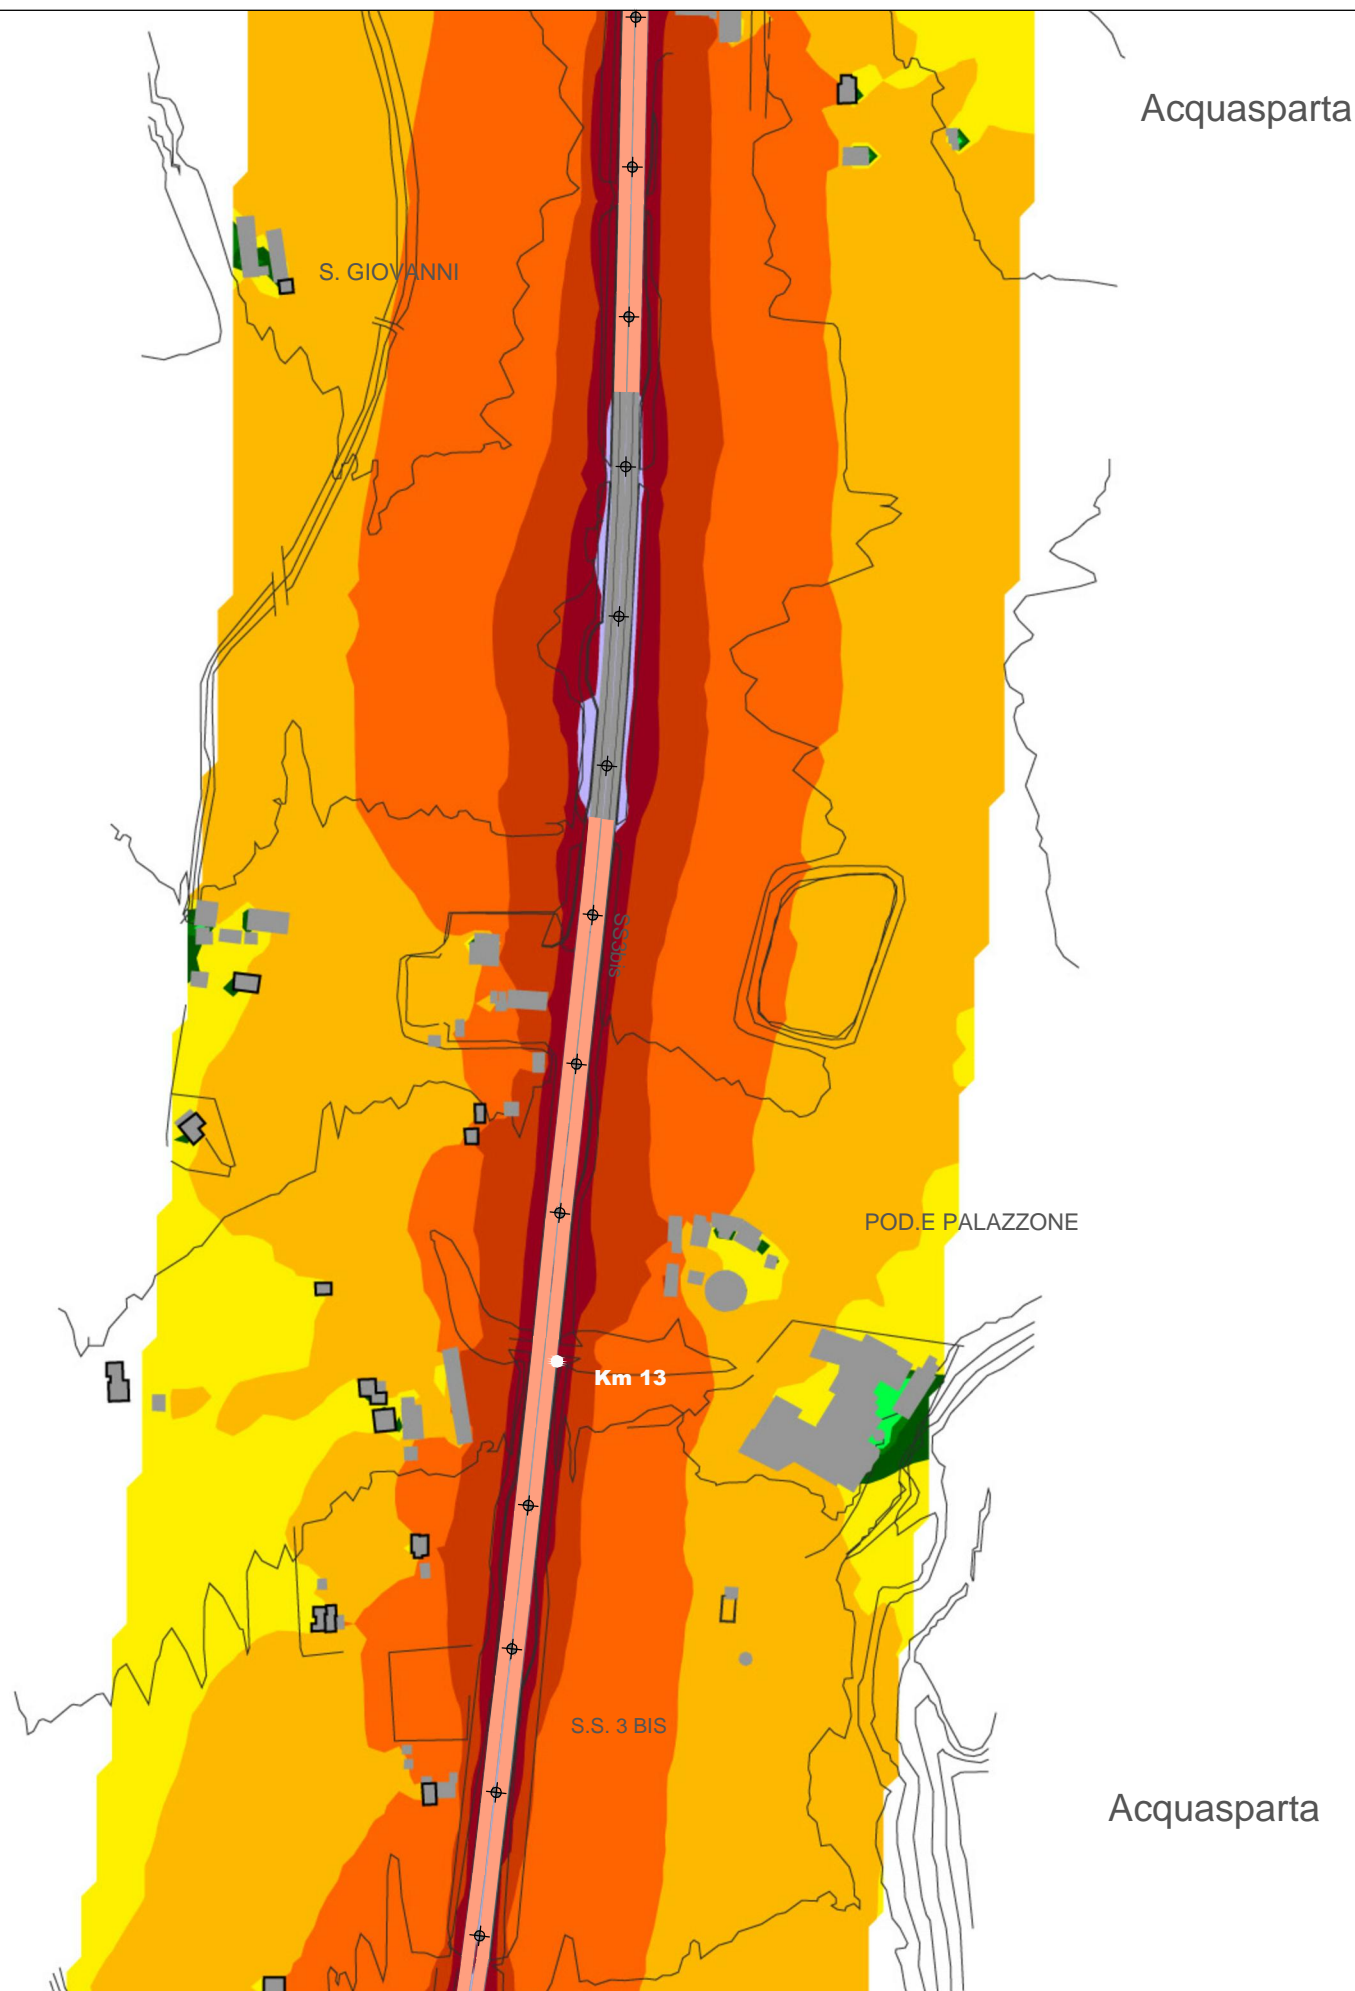 Acquasparta
S. GIOVANNI
SS3bis
POD.E PALAZZONE
Km 13
S.S. 3 BIS
Acquasparta